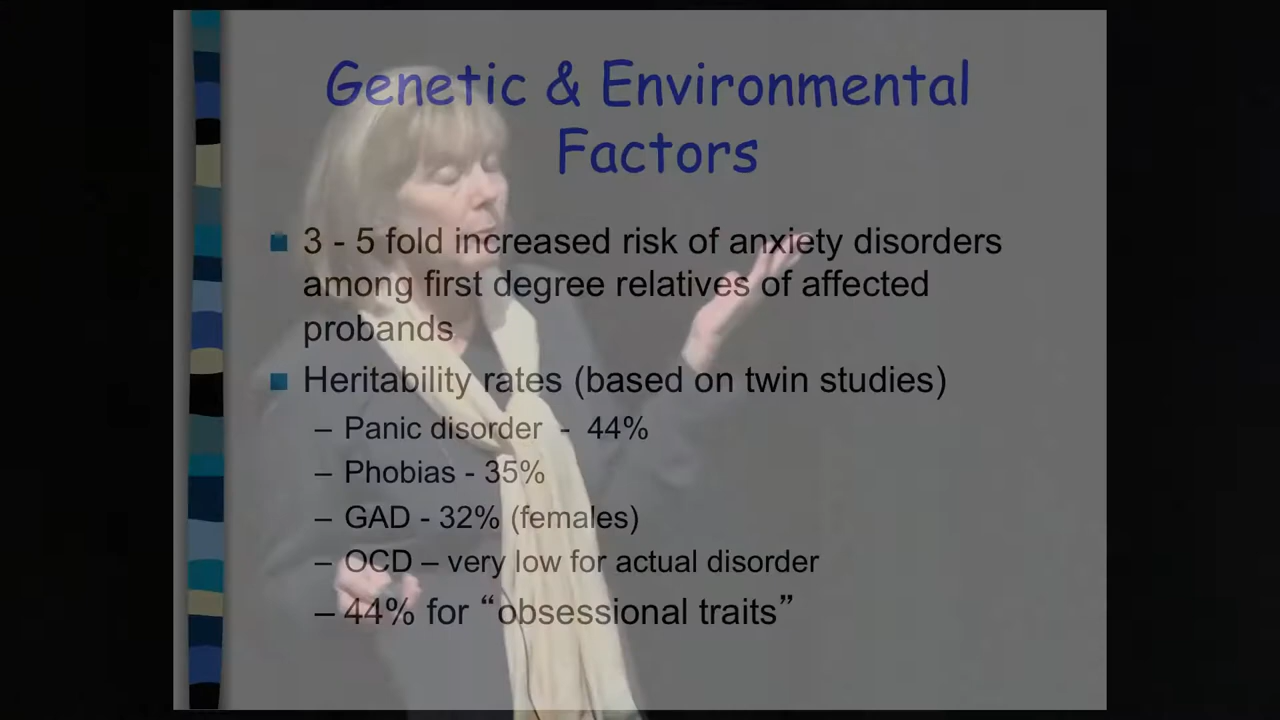 Genetic & Environmental
Factors
3 - 5 fold increased risk of anxiety disorders
among first degree relatives of affected
probands
Heritability rates (based on twin studies)
– Panic disorder - 44%
– Phobias - 35%
– GAD - 32% (females)
– OCD – very low for actual disorder
– 44% for “obsessional traits”